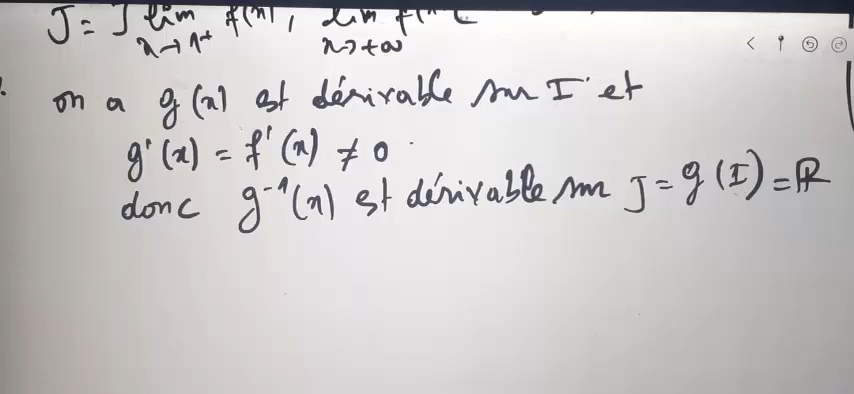 J = ] lim f(x), lim f(x) [
x→1⁺ x→+∞
on a g(x) est dérivable sur I et
g'(x) = f'(x) ≠ 0
donc g⁻¹(x) est dérivable sur J = g(I) = ℝ